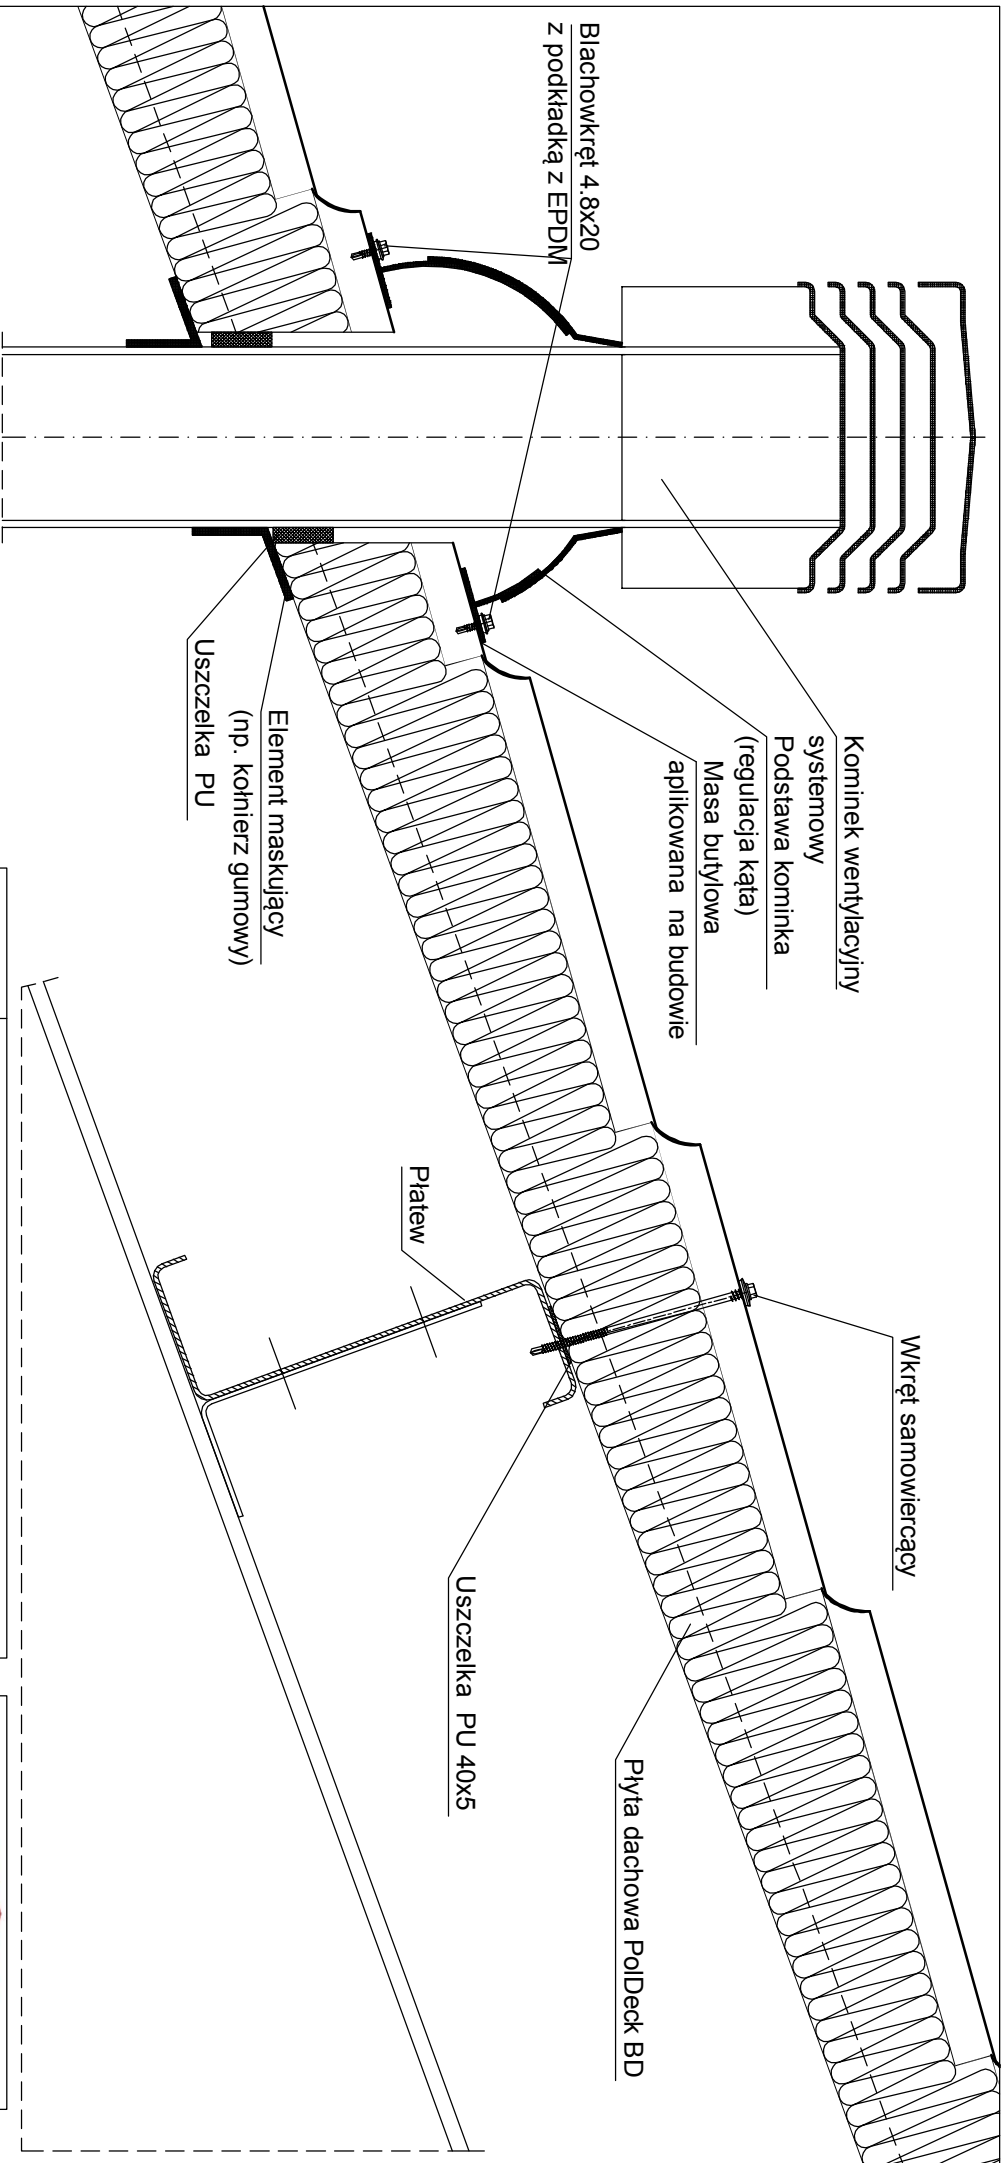 Blachowkręt 4.8x20
z podkładką z EPDM
Kominek wentylacyjny
systemowy
Podstawa kominka
(regulacja kąta)
Masa butylowa
aplikowana na budowie
Element maskujący
(np. kołnierz gumowy)
Uszczelka PU
Wkręt samowiercący
Płatew
Uszczelka PU 40x5
Płyta dachowa PolDeck BD